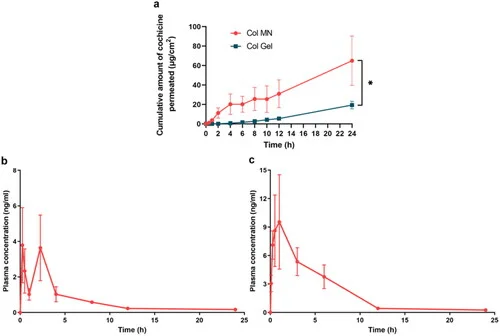 a
Cumulative amount of cochicine
permeated (µg/cm²)
100
80
60
40
20
0
Col MN
Col Gel
*
0 1 2 4 6 8 10 12 14 16 18 20 22 24
Time (h)
b
Plasma concentration (ng/ml)
8
6
4
2
0
0 5 10 15 20 25
Time (h)
c
Plasma concentration (ng/ml)
15
12
9
6
3
0
0 5 10 15 20 25
Time (h)